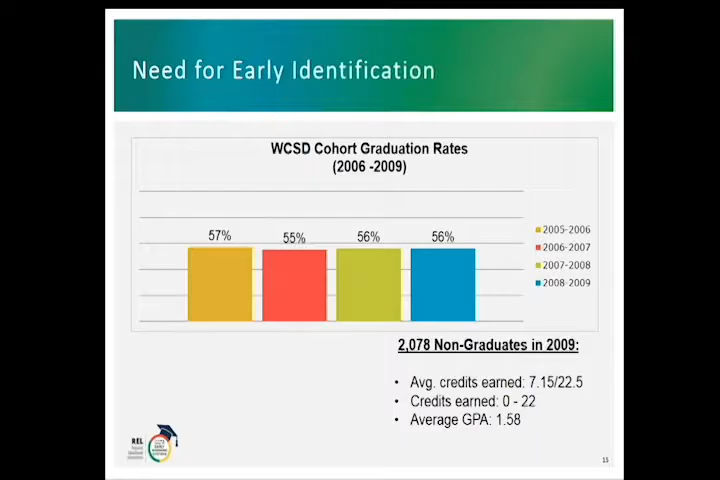 Need for Early Identification
WCSD Cohort Graduation Rates
(2006 -2009)
57%
55%
56%
56%
2005-2006
2006-2007
2007-2008
2008-2009
2,078 Non-Graduates in 2009:
• Avg. credits earned: 7.15/22.5
• Credits earned: 0 - 22
• Average GPA: 1.58
REL
15